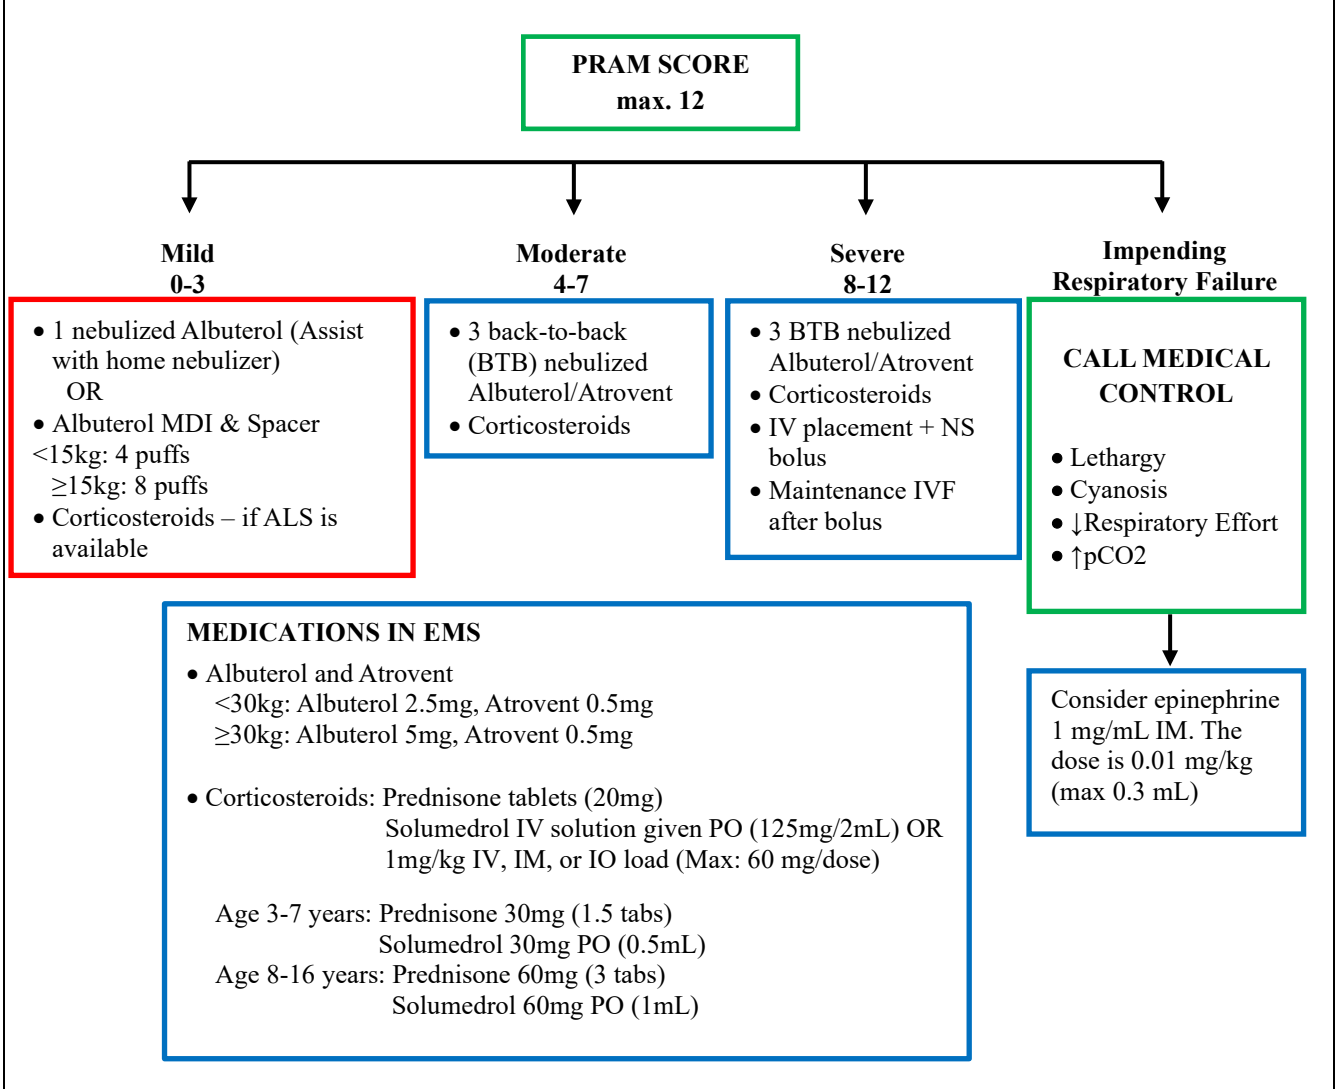 PRAM SCORE
max. 12
Mild
0-3
• 1 nebulized Albuterol (Assist
with home nebulizer)
OR
• Albuterol MDI & Spacer
<15kg: 4 puffs
≥15kg: 8 puffs
• Corticosteroids – if ALS is
available
Moderate
4-7
• 3 back-to-back
(BTB) nebulized
Albuterol/Atrovent
• Corticosteroids
Severe
8-12
• 3 BTB nebulized
Albuterol/Atrovent
• Corticosteroids
• IV placement + NS
bolus
• Maintenance IVF
after bolus
Impending
Respiratory Failure
CALL MEDICAL
CONTROL
• Lethargy
• Cyanosis
• ↓Respiratory Effort
• ↑pCO2
Consider epinephrine
1 mg/mL IM. The
dose is 0.01 mg/kg
(max 0.3 mL)
MEDICATIONS IN EMS
• Albuterol and Atrovent
<30kg: Albuterol 2.5mg, Atrovent 0.5mg
≥30kg: Albuterol 5mg, Atrovent 0.5mg
• Corticosteroids: Prednisone tablets (20mg)
Solumedrol IV solution given PO (125mg/2mL) OR
1mg/kg IV, IM, or IO load (Max: 60 mg/dose)
Age 3-7 years: Prednisone 30mg (1.5 tabs)
Solumedrol 30mg PO (0.5mL)
Age 8-16 years: Prednisone 60mg (3 tabs)
Solumedrol 60mg PO (1mL)